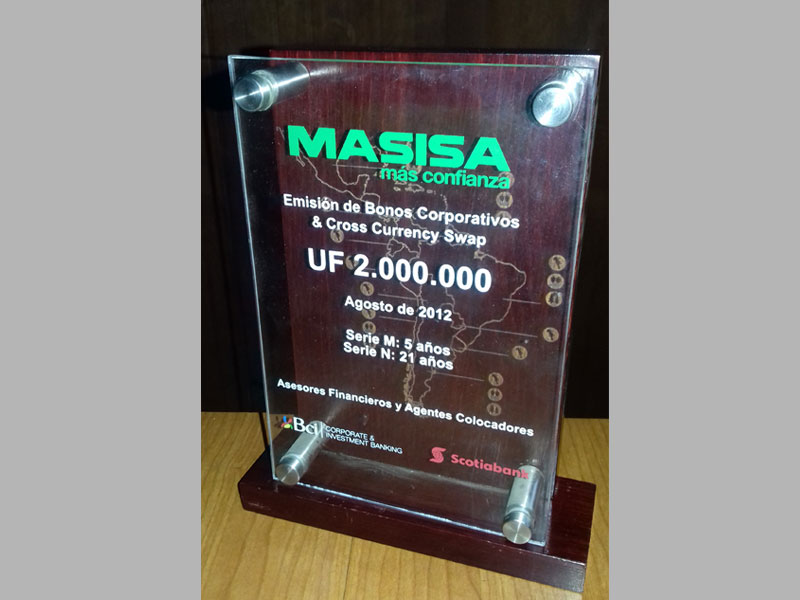 MASISA
más confianza
Emisión de Bonos Corporativos
& Cross Currency Swap
UF 2.000.000
Agosto de 2012
Serie M: 5 años
Serie N: 21 años
Asesores Financieros y Agentes Colocadores
Bci CORPORATE &
INVESTMENT BANKING
Scotiabank